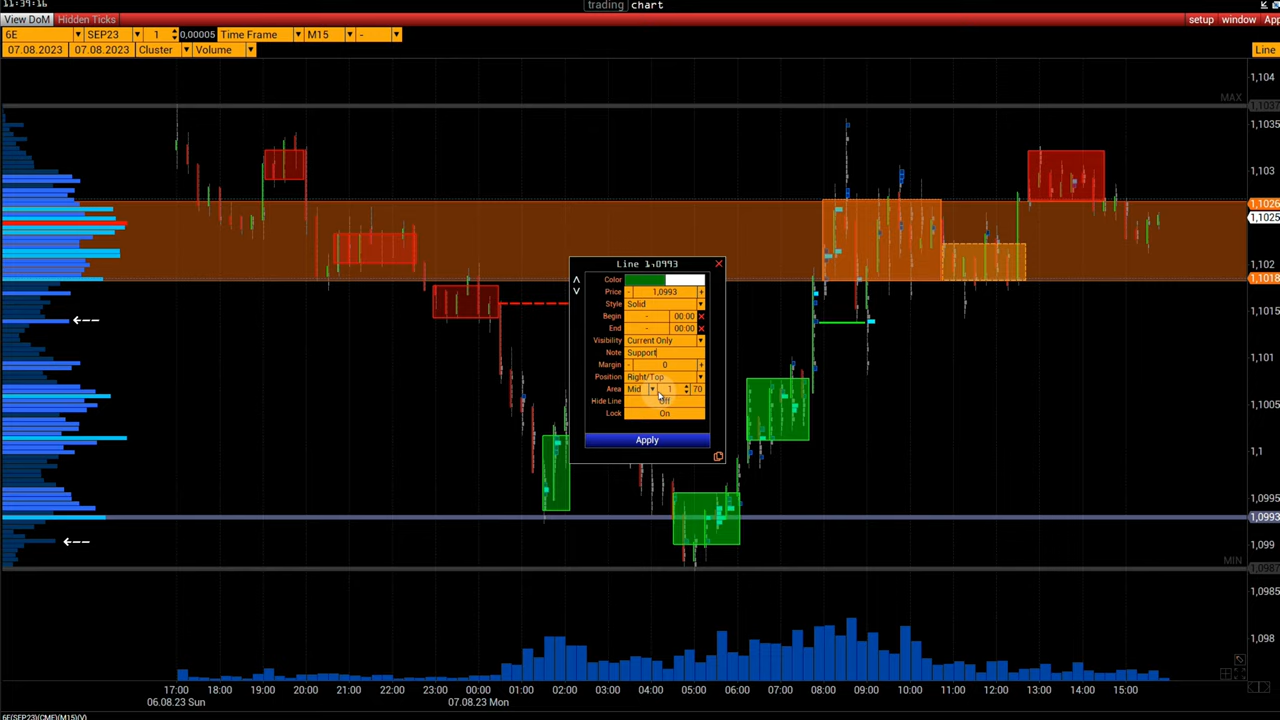 11:39:16
trading chart
View DoM Hidden Ticks
setup window App
6E SEP23 1 0,00005 Time Frame M15 -
07.08.2023 07.08.2023 Cluster Volume
Line
MAX
1,104
1,1037
1,1035
1,103
1,1026
1,1025
1,102
1,1018
1,1015
1,101
1,1005
1,1
1,0995
1,0993
1,099
MIN
1,0987
1,0985
1,098
Line 1,0993
Color
Price - 1,0993 +
Style Solid
Begin - 00:00
End - 00:00
Visibility Current Only
Note Support
Margin - 0 +
Position Right/Top
Area Mid 1 70
Hide Line Off
Lock On
Apply
17:00 18:00 19:00 20:00 21:00 22:00 23:00 00:00 01:00 02:00 03:00 04:00 05:00 06:00 07:00 08:00 09:00 10:00 11:00 12:00 13:00 14:00 15:00
06.08.23 Sun 07.08.23 Mon
6E(SEP23)(CME)(M15)(V)